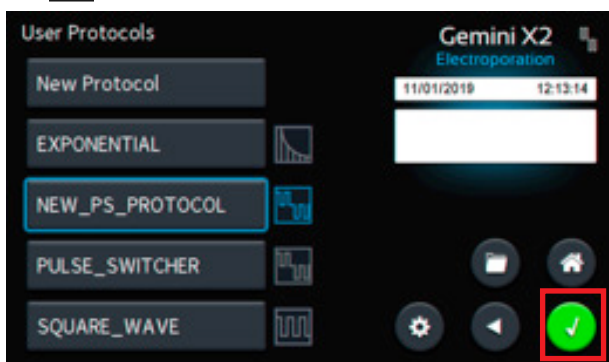 User Protocols
Gemini X2
Electroporation
New Protocol
11/01/2019 12:13:14
EXPONENTIAL
NEW_PS_PROTOCOL
PULSE_SWITCHER
SQUARE_WAVE